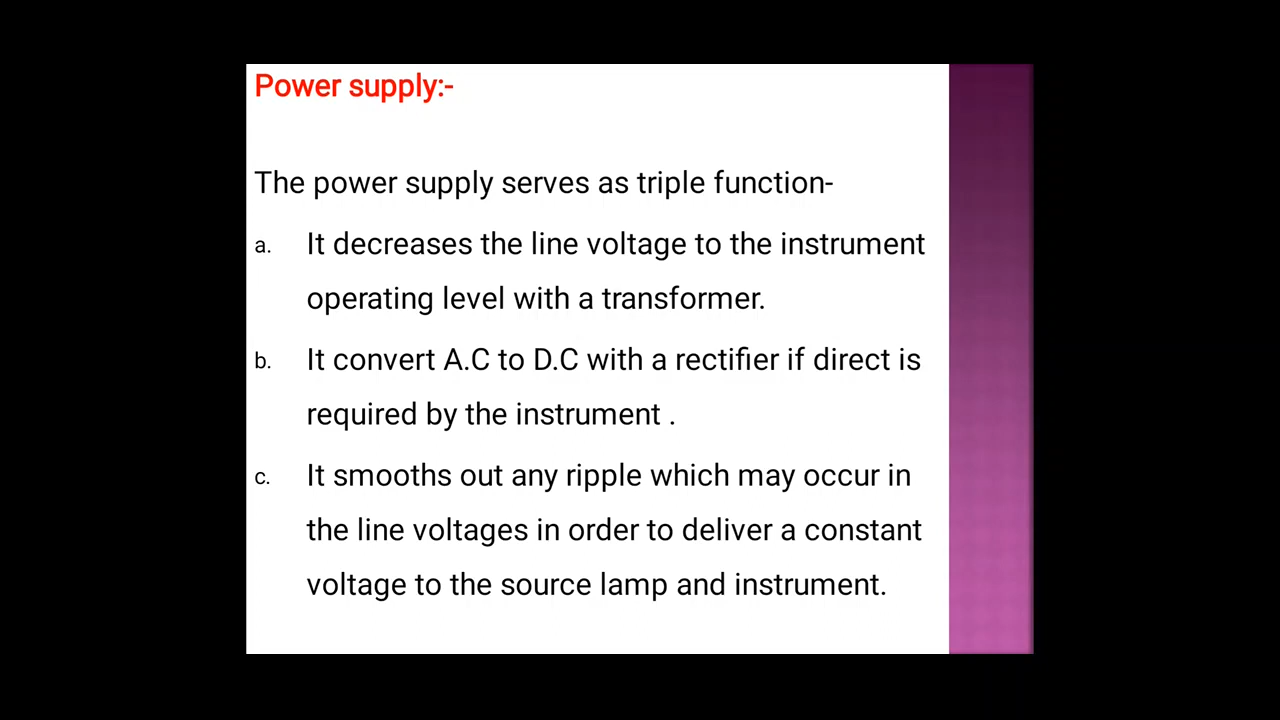 Power supply:-
The power supply serves as triple function-
a. It decreases the line voltage to the instrument
operating level with a transformer.
b. It convert A.C to D.C with a rectifier if direct is
required by the instrument .
c. It smooths out any ripple which may occur in
the line voltages in order to deliver a constant
voltage to the source lamp and instrument.